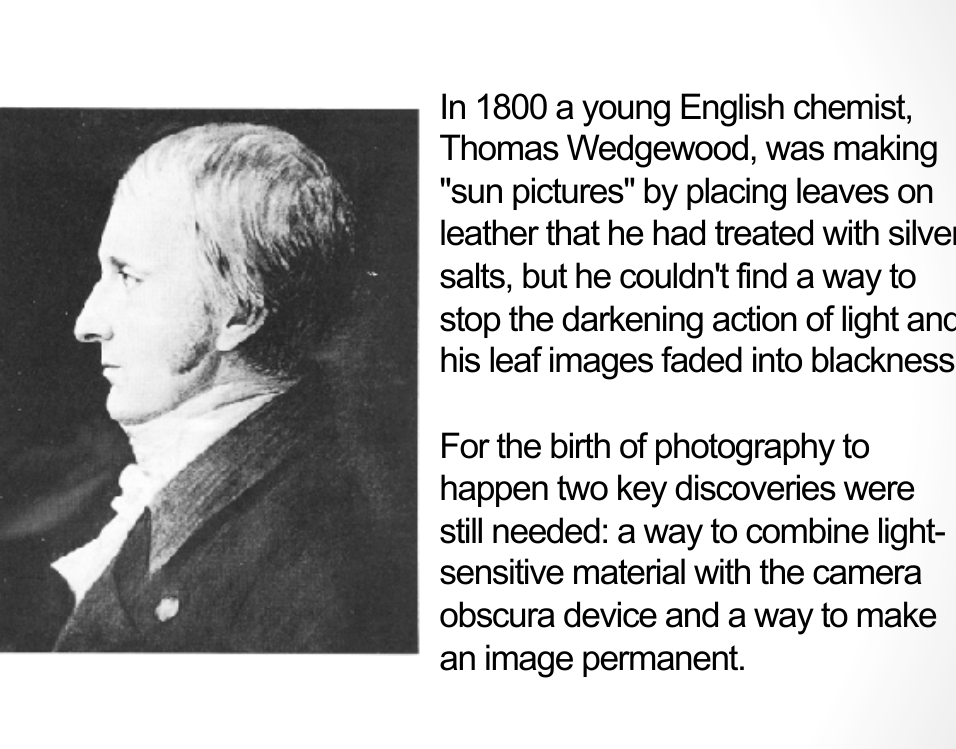 In 1800 a young English chemist,
Thomas Wedgewood, was making
"sun pictures" by placing leaves on
leather that he had treated with silver
salts, but he couldn't find a way to
stop the darkening action of light and
his leaf images faded into blackness
For the birth of photography to
happen two key discoveries were
still needed: a way to combine light-
sensitive material with the camera
obscura device and a way to make
an image permanent.